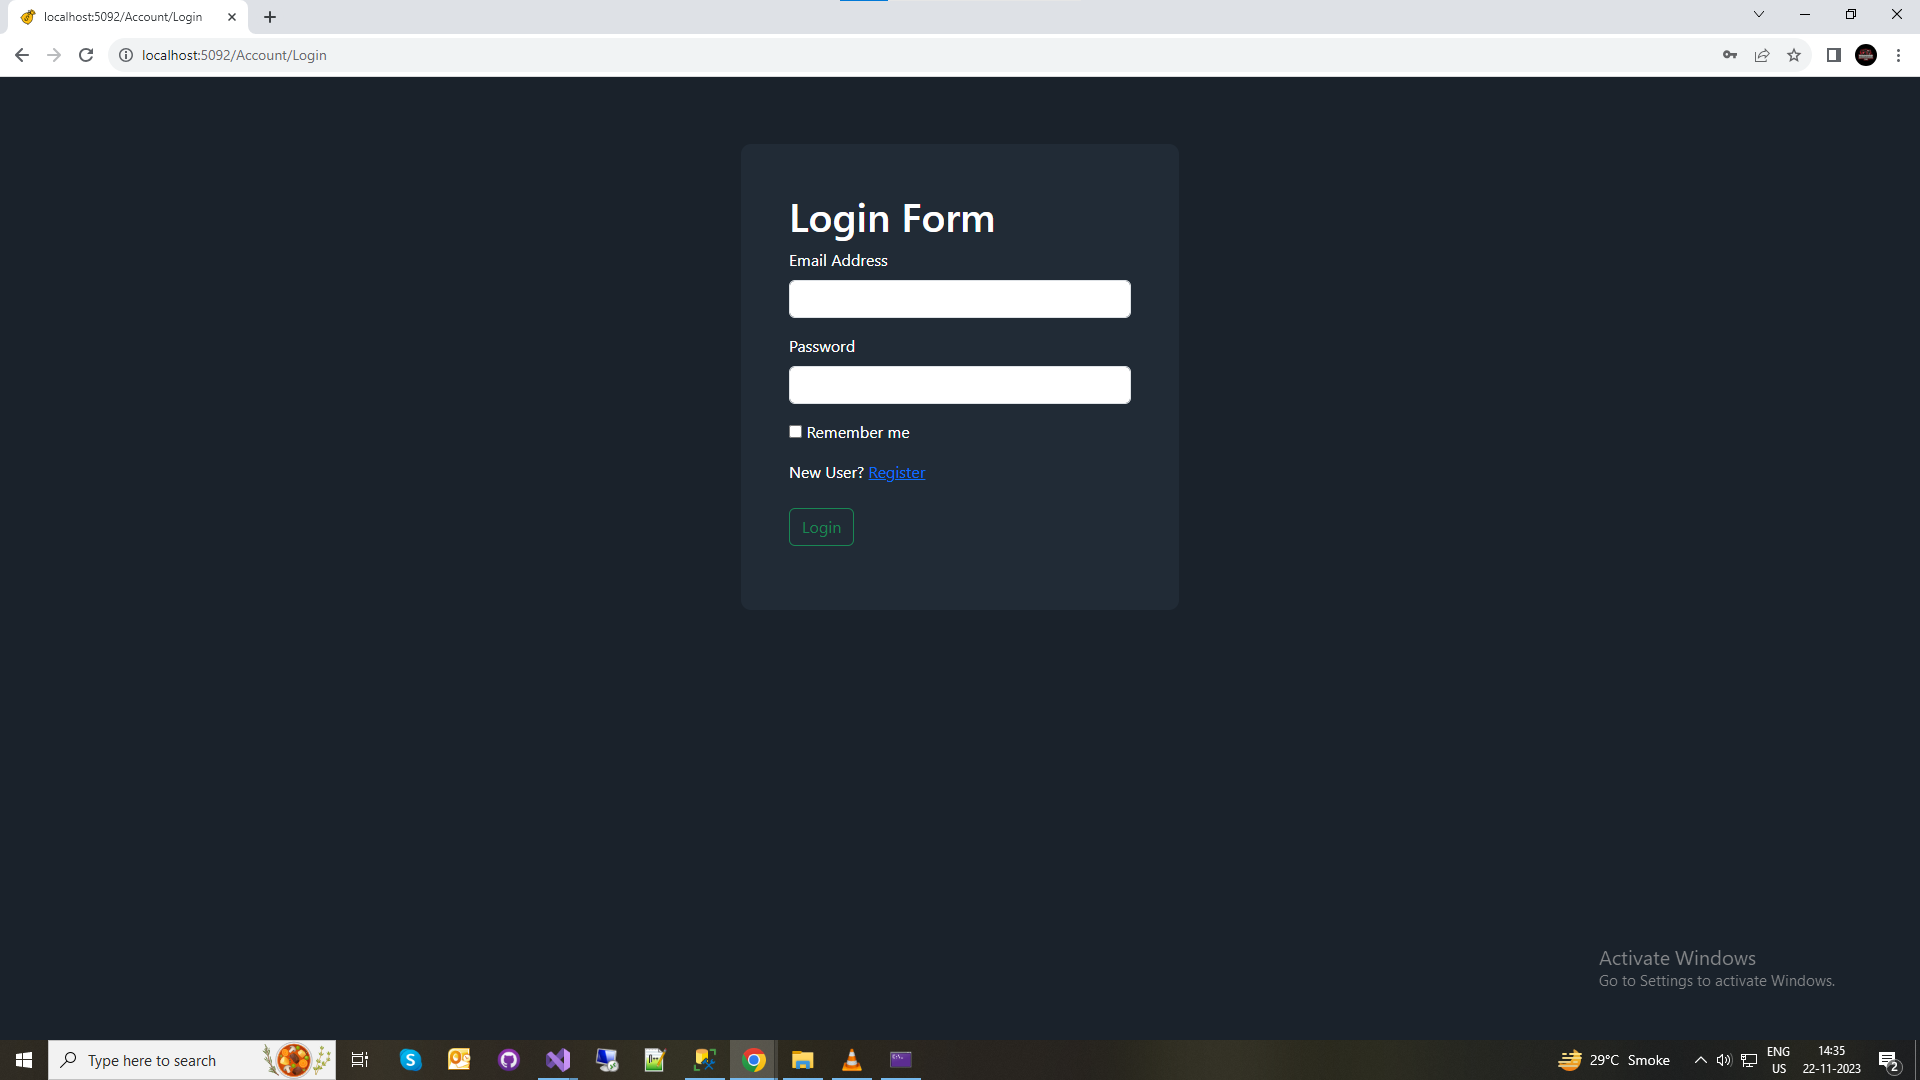 localhost:5092/Account/Login
localhost:5092/Account/Login
Login Form
Email Address
Password
Remember me
New User? Register
Login
Activate Windows
Go to Settings to activate Windows.
Type here to search
29°C Smoke
ENG
US
14:35
22-11-2023
2